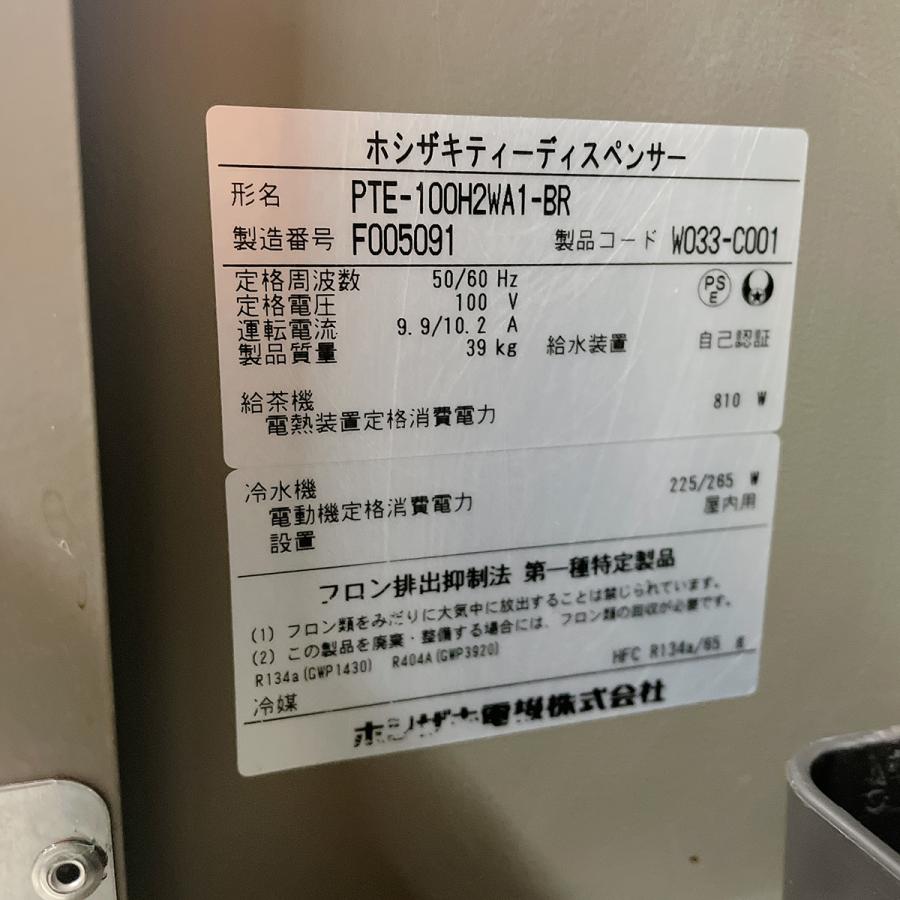 ホシザキティーディスペンサー
形名 PTE-100H2WA1-BR
製造番号 F005091 製品コード W033-C001
定格周波数 50/60 Hz
定格電圧 100 V
運転電流 9.9/10.2 A
製品質量 39 kg 給水装置 自己認証
PSE
給茶機
電熱装置定格消費電力 810 W
冷水機
電動機定格消費電力 225/265 W
設置 屋内用
フロン排出抑制法 第一種特定製品
(1) フロン類をみだりに大気中に放出することは禁じられています。
(2) この製品を廃棄・整備する場合には、フロン類の回収が必要です。
R134a(GWP1430) R404A(GWP3920)
冷媒 HFC R134a/65 g
ホシザキ電機株式会社